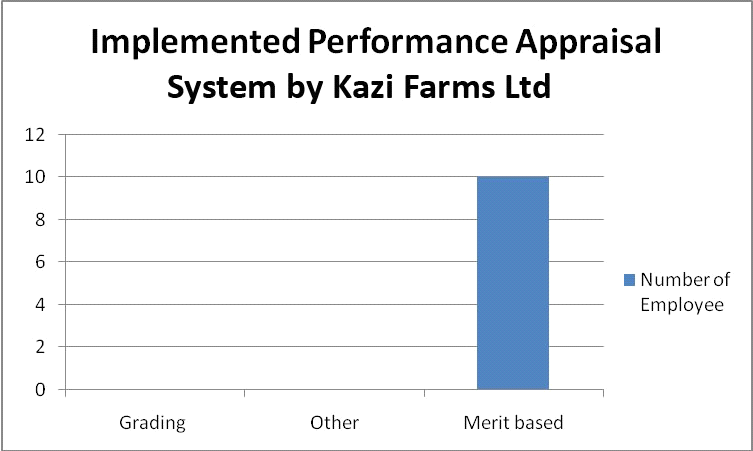 Implemented Performance Appraisal
System by Kazi Farms Ltd
12
10
8
6
4
2
0
Grading Other Merit based
Number of
Employee